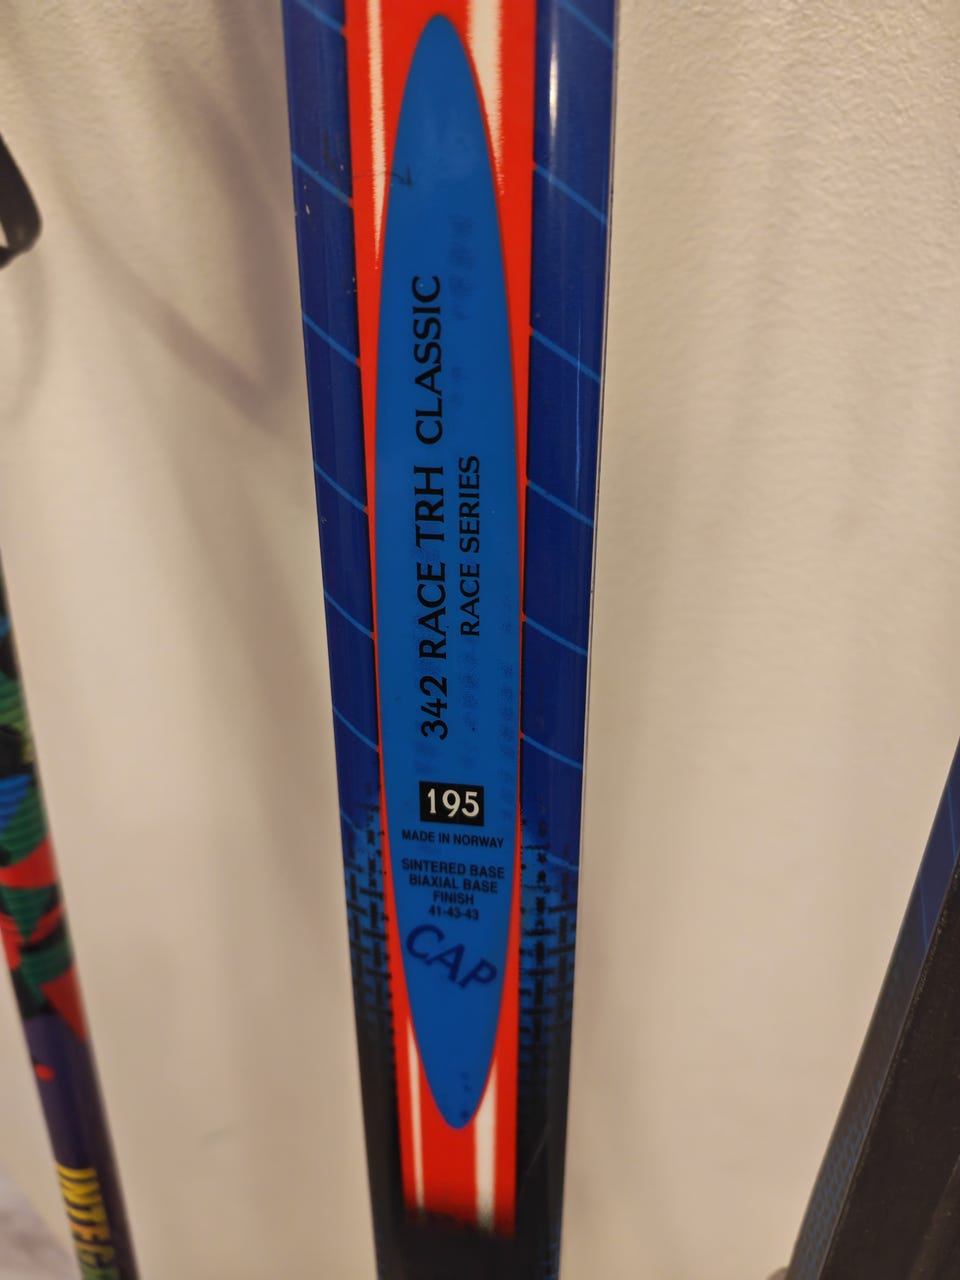 342 RACE TRH CLASSIC
RACE SERIES
195
MADE IN NORWAY
SINTERED BASE
BIAXIAL BASE
FINISH
41-43-43
CAP